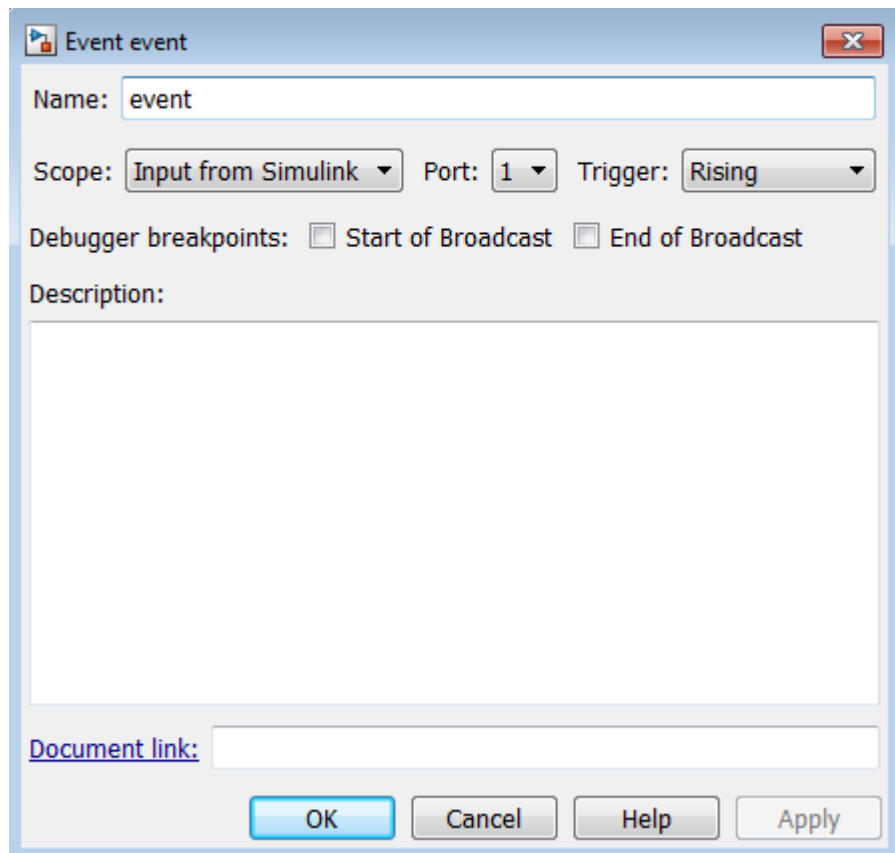 Event event
Name: event
Scope: Input from Simulink Port: 1 Trigger: Rising
Debugger breakpoints: Start of Broadcast End of Broadcast
Description:
Document link:
OK Cancel Help Apply